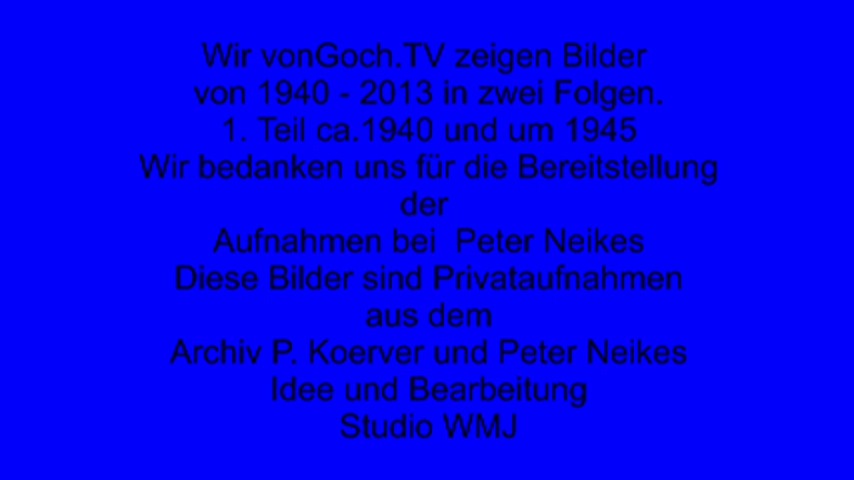 Wir vonGoch.TV zeigen Bilder
von 1940 - 2013 in zwei Folgen.
1. Teil ca.1940 und um 1945
Wir bedanken uns für die Bereitstellung
der
Aufnahmen bei  Peter Neikes
Diese Bilder sind Privataufnahmen
aus dem
Archiv P. Koerver und Peter Neikes
Idee und Bearbeitung
Studio WMJ